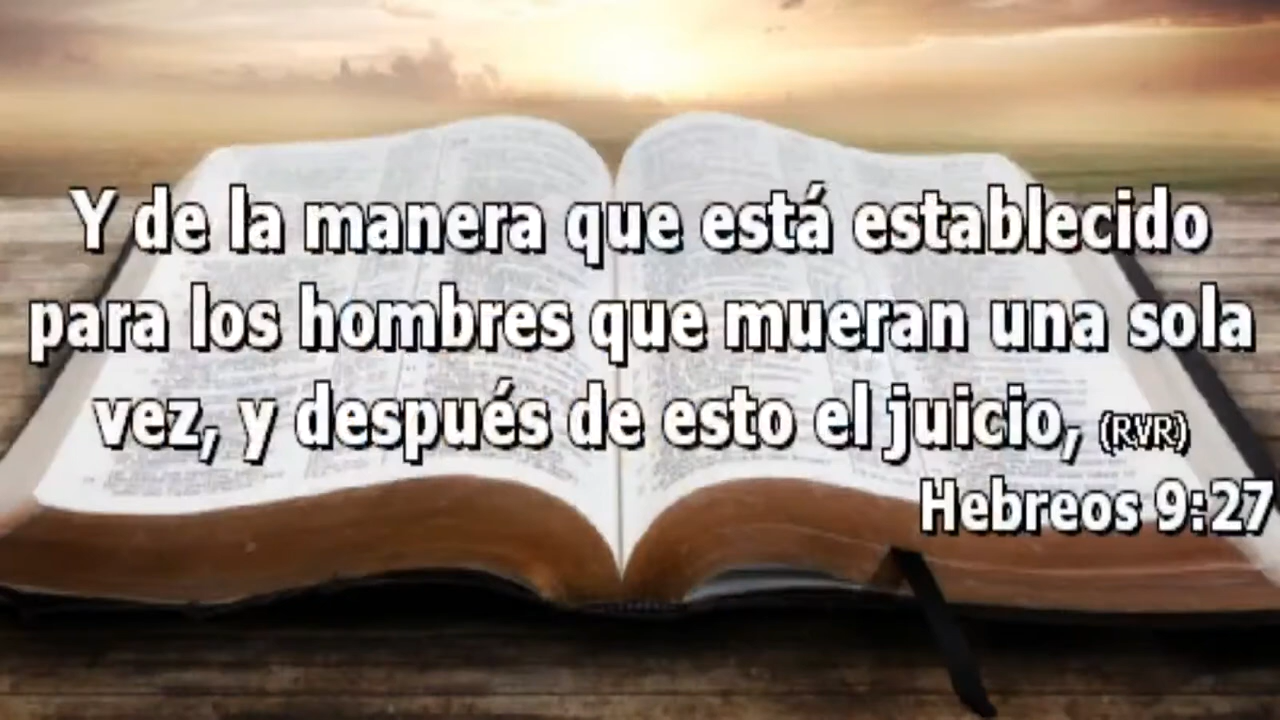 Y de la manera que está establecido
para los hombres que mueran una sola
vez, y después de esto el juicio, (RVR)
Hebreos 9:27